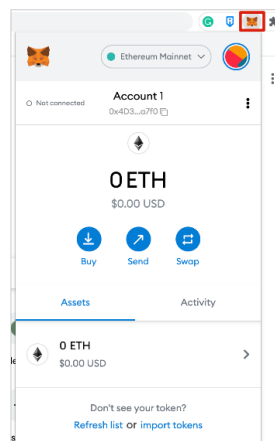 Ethereum Mainnet
Not connected
Account 1
0x4D3...a7f0
0 ETH
$0.00 USD
Buy
Send
Swap
Assets
Activity
0 ETH
$0.00 USD
Don't see your token?
Refresh list or import tokens